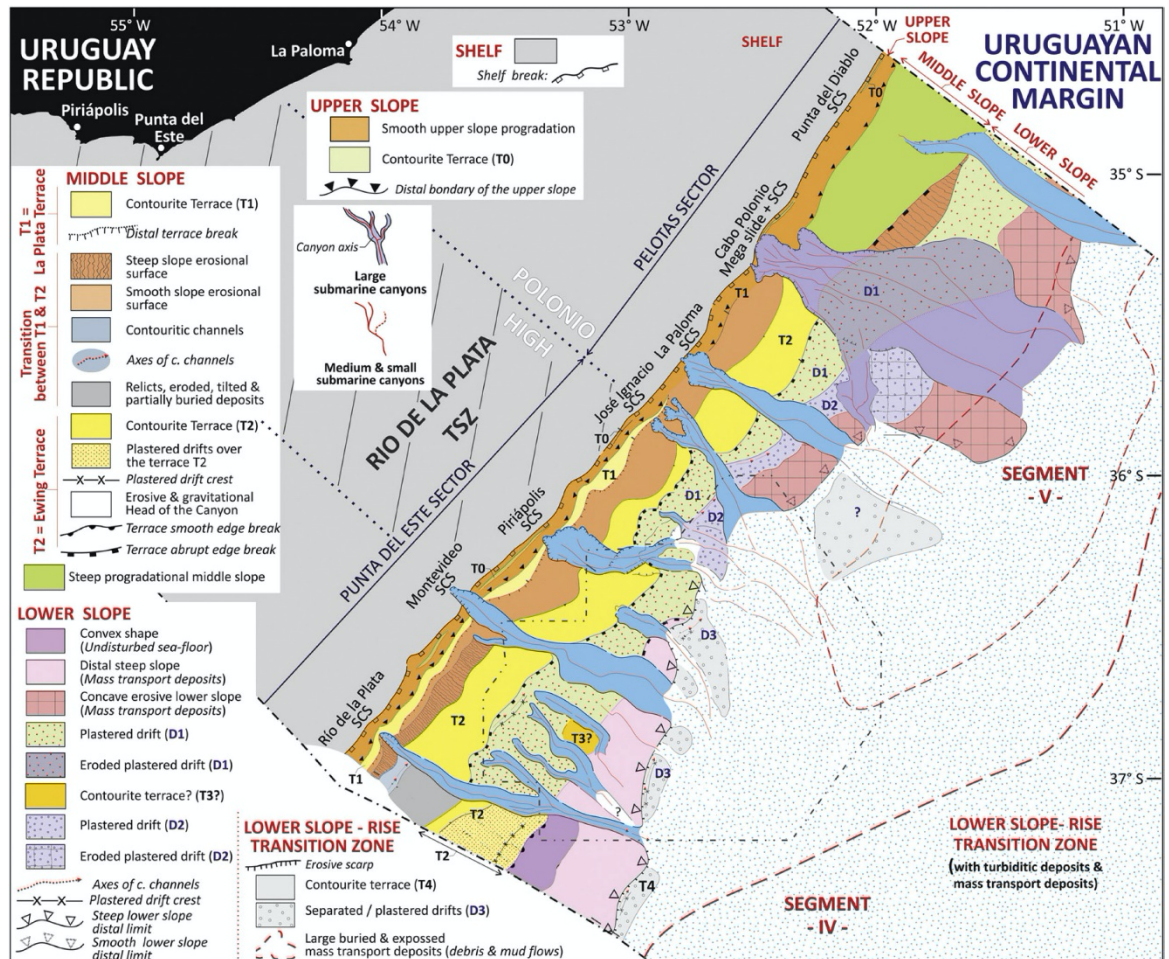 55° W
54° W
53° W
52° W
51° W
URUGUAY
REPUBLIC
La Paloma
Piriápolis
Punta del
Este
SHELF
Shelf break:
SHELF
UPPER
SLOPE
MIDDLE SLOPE
LOWER SLOPE
URUGUAYAN
CONTINENTAL
MARGIN
UPPER SLOPE
Smooth upper slope progradation
Contourite Terrace (T0)
Distal bondary of the upper slope
Canyon axis
Large
submarine canyons
Medium & small
submarine canyons
T1 =
La Plata Terrace
Transition
between T1 & T2
T2 = Ewing Terrace
MIDDLE SLOPE
Contourite Terrace (T1)
Distal terrace break
Steep slope erosional
surface
Smooth slope erosional
surface
Contouritic channels
Axes of c. channels
Relicts, eroded, tilted &
partially buried deposits
Contourite Terrace (T2)
Plastered drifts over
the terrace T2
Plastered drift crest
Erosive & gravitational
Head of the Canyon
Terrace smooth edge break
Terrace abrupt edge break
Steep progradational middle slope
LOWER SLOPE
Convex shape
(Undisturbed sea-floor)
Distal steep slope
(Mass transport deposits)
Concave erosive lower slope
(Mass transport deposits)
Plastered drift (D1)
Eroded plastered drift (D1)
Contourite terrace? (T3?)
Plastered drift (D2)
Eroded plastered drift (D2)
Axes of c. channels
Plastered drift crest
Steep lower slope
distal limit
Smooth lower slope
distal limit
LOWER SLOPE - RISE
TRANSITION ZONE
Erosive scarp
Contourite terrace (T4)
Separated / plastered drifts (D3)
Large buried & expossed
mass transport deposits (debris & mud flows)
PELOTAS SECTOR
POLONIO
HIGH
RIO DE LA PLATA
TSZ
PUNTA DEL ESTE SECTOR
Punta del Diablo
SCS
Cabo Polonio
Mega slide + SCS
La Paloma
SCS
José Ignacio
SCS
Piriápolis
SCS
Montevideo
SCS
Río de la Plata
SCS
T0
D1
T1
T2
D1
D2
T0
T1
D1
D2
T0
D3
T2
T3?
D3
T1
T2
T2
T4
?
?
35° S
36° S
37° S
SEGMENT
- V -
LOWER SLOPE- RISE
TRANSITION ZONE
(with turbiditic deposits &
mass transport deposits)
SEGMENT
- IV -